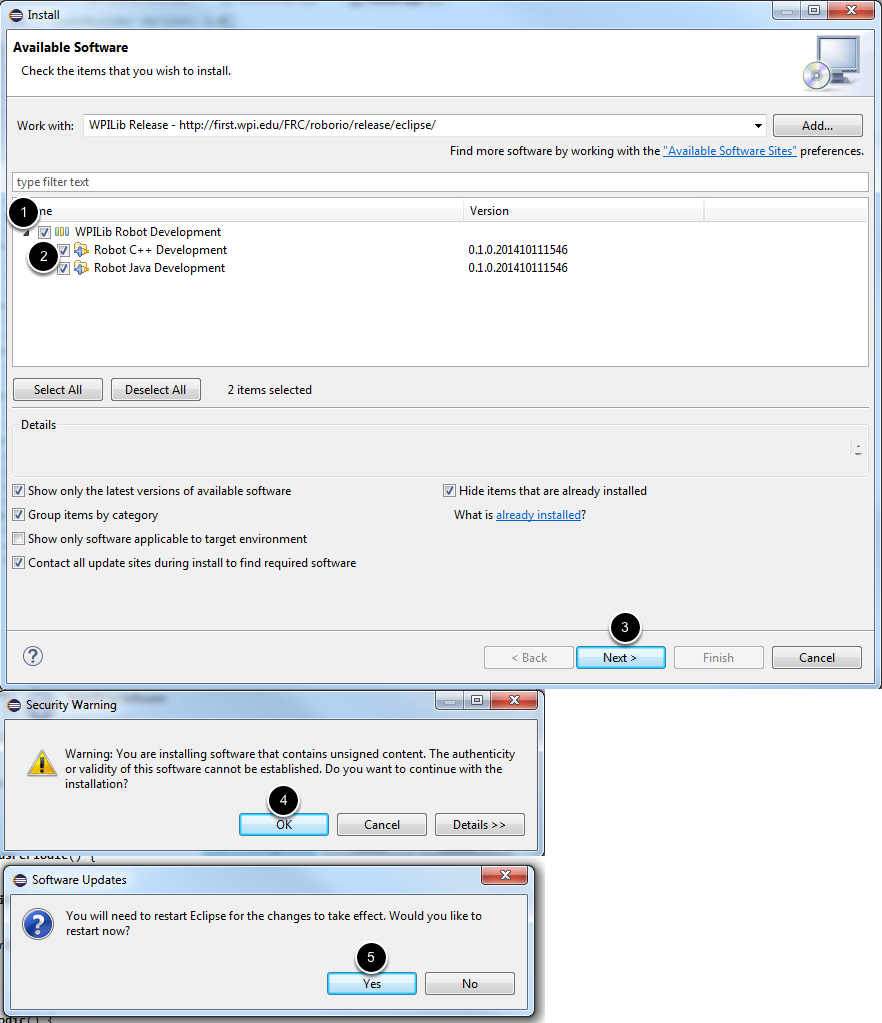 Install
Available Software
Check the items that you wish to install.
Work with: WPILib Release - http://first.wpi.edu/FRC/roborio/release/eclipse/ Add...
Find more software by working with the "Available Software Sites" preferences.
type filter text
1 me Version
WPILib Robot Development
2 Robot C++ Development 0.1.0.201410111546
Robot Java Development 0.1.0.201410111546
Select All Deselect All 2 items selected
Details
Show only the latest versions of available software Hide items that are already installed
Group items by category What is already installed?
Show only software applicable to target environment
Contact all update sites during install to find required software
3
? < Back Next > Finish Cancel
Security Warning
Warning: You are installing software that contains unsigned content. The authenticity
or validity of this software cannot be established. Do you want to continue with the
installation?
4
OK Cancel Details >>
Software Updates
You will need to restart Eclipse for the changes to take effect. Would you like to
restart now?
5
Yes No